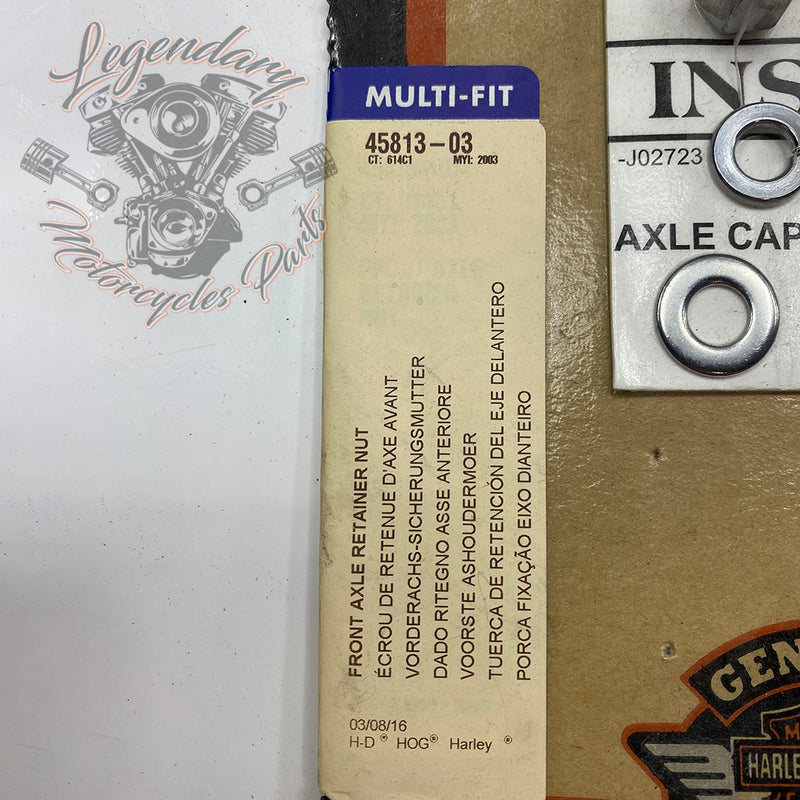 Legendary
Motorcycles Parts
MULTI-FIT
45813-03
CT: 614C1 MYI: 2003
FRONT AXLE RETAINER NUT
ÉCROU DE RETENUE D'AXE AVANT
VORDERACHS-SICHERUNGSMUTTER
DADO RITEGNO ASSE ANTERIORE
VOORSTE ASHOUDERMOER
TUERCA DE RETENCIÓN DEL EJE DELANTERO
PORCA FIXAÇÃO EIXO DIANTEIRO
03/08/16
H-D® HOG® Harley®
INS
-J02723
AXLE CAP
GEN
M
HARLE